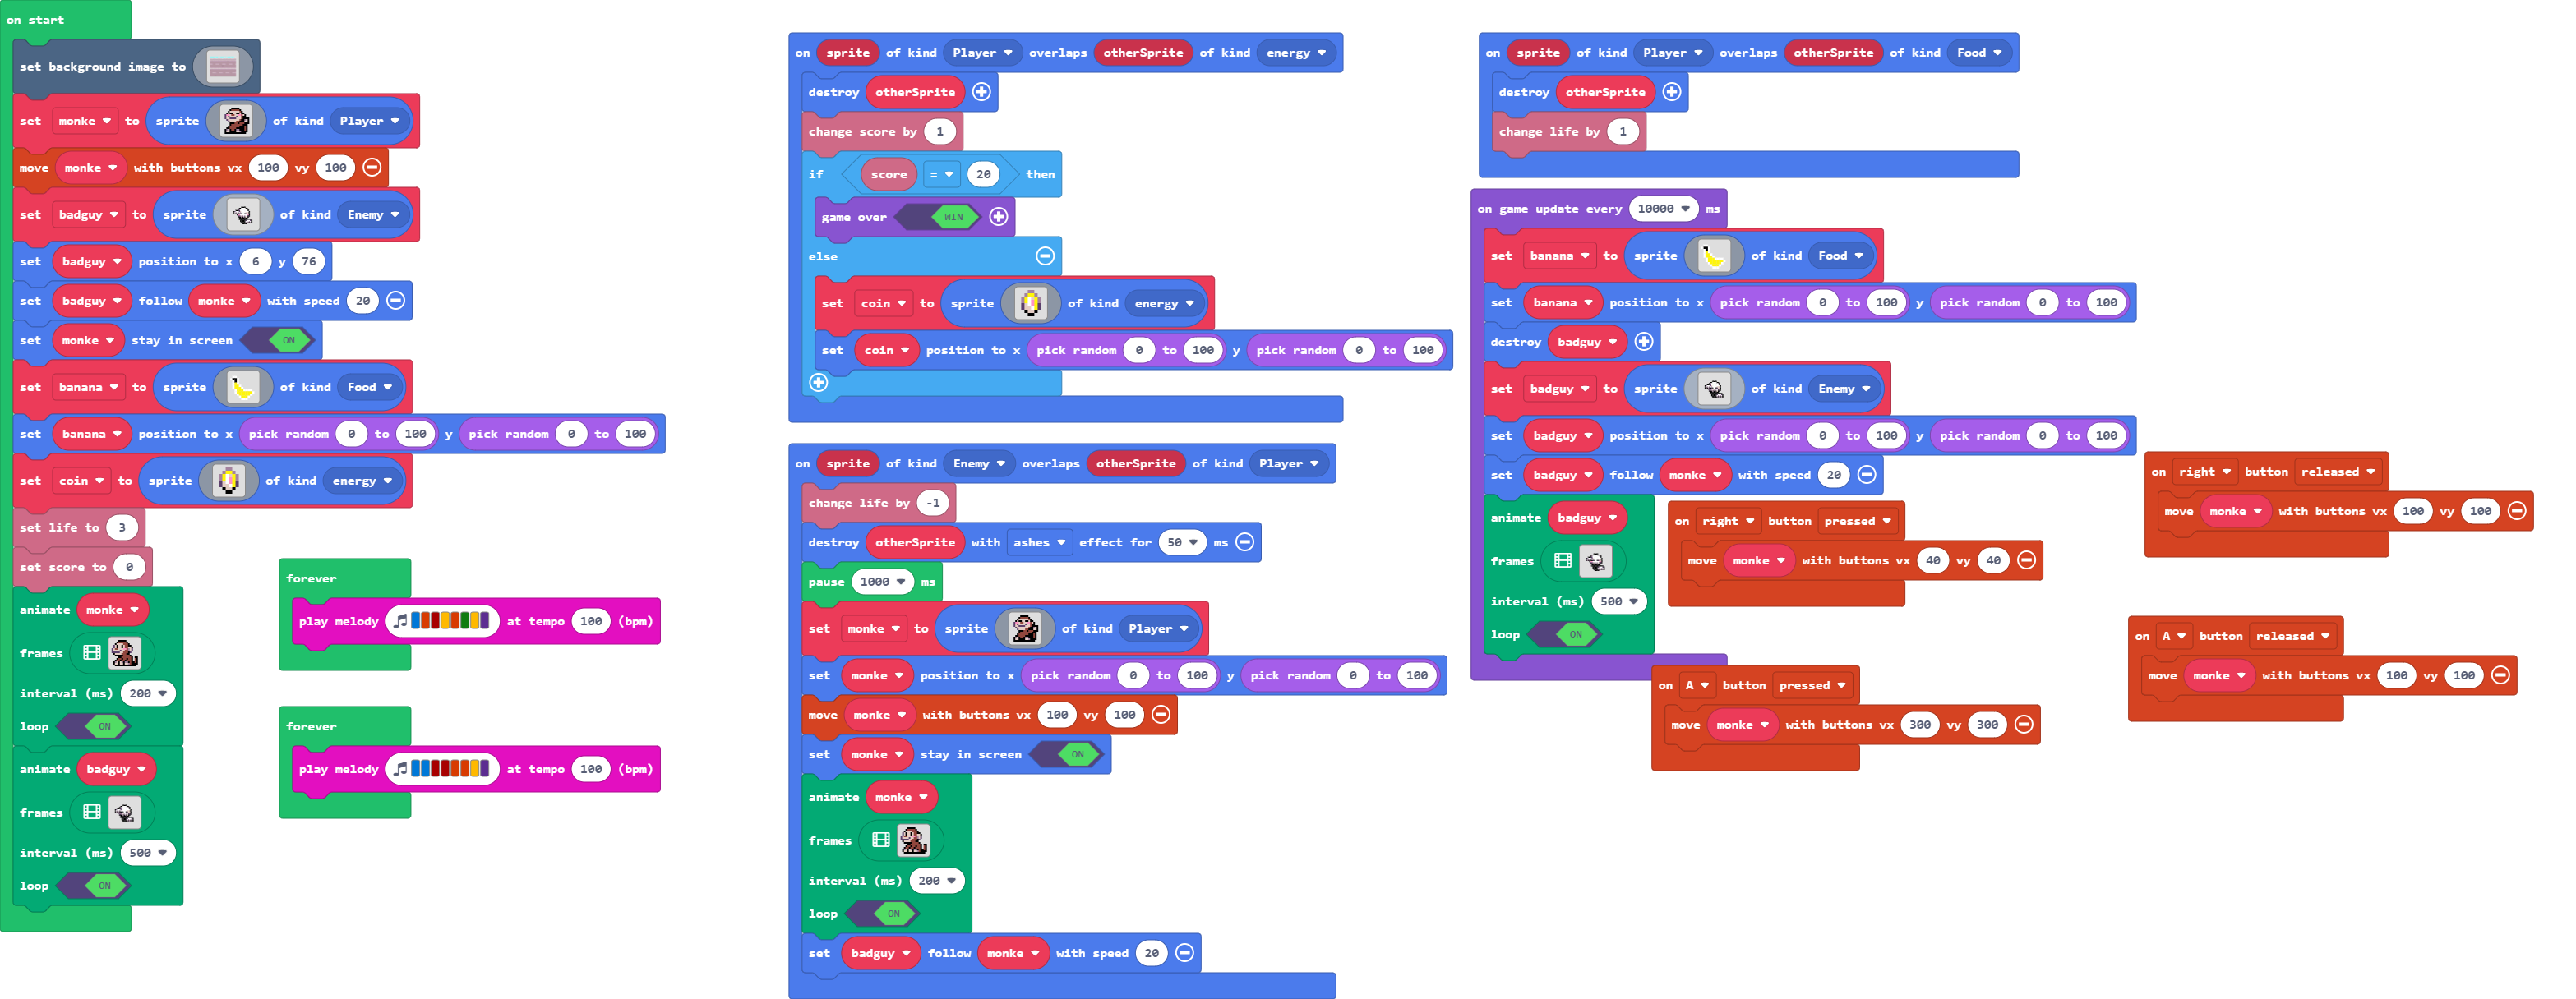 on start
set background image to
set monke to sprite of kind Player
move monke with buttons vx 100 vy 100
set badguy to sprite of kind Enemy
set badguy position to x 6 y 76
set badguy follow monke with speed 20
set monke stay in screen ON
set banana to sprite of kind Food
set banana position to x pick random 0 to 100 y pick random 0 to 100
set coin to sprite of kind energy
set life to 3
set score to 0
animate monke
frames
interval (ms) 200
loop ON
animate badguy
frames
interval (ms) 500
loop ON
forever
play melody at tempo 100 (bpm)
forever
play melody at tempo 100 (bpm)
on sprite of kind Player overlaps otherSprite of kind energy
destroy otherSprite
change score by 1
if score = 20 then
game over WIN
else
set coin to sprite of kind energy
set coin position to x pick random 0 to 100 y pick random 0 to 100
on sprite of kind Enemy overlaps otherSprite of kind Player
change life by -1
destroy otherSprite with ashes effect for 50 ms
pause 1000 ms
set monke to sprite of kind Player
set monke position to x pick random 0 to 100 y pick random 0 to 100
move monke with buttons vx 100 vy 100
set monke stay in screen ON
animate monke
frames
interval (ms) 200
loop ON
set badguy follow monke with speed 20
on sprite of kind Player overlaps otherSprite of kind Food
destroy otherSprite
change life by 1
on game update every 10000 ms
set banana to sprite of kind Food
set banana position to x pick random 0 to 100 y pick random 0 to 100
destroy badguy
set badguy to sprite of kind Enemy
set badguy position to x pick random 0 to 100 y pick random 0 to 100
set badguy follow monke with speed 20
animate badguy
frames
interval (ms) 500
loop ON
on right button pressed
move monke with buttons vx 40 vy 40
on A button pressed
move monke with buttons vx 300 vy 300
on right button released
move monke with buttons vx 100 vy 100
on A button released
move monke with buttons vx 100 vy 100